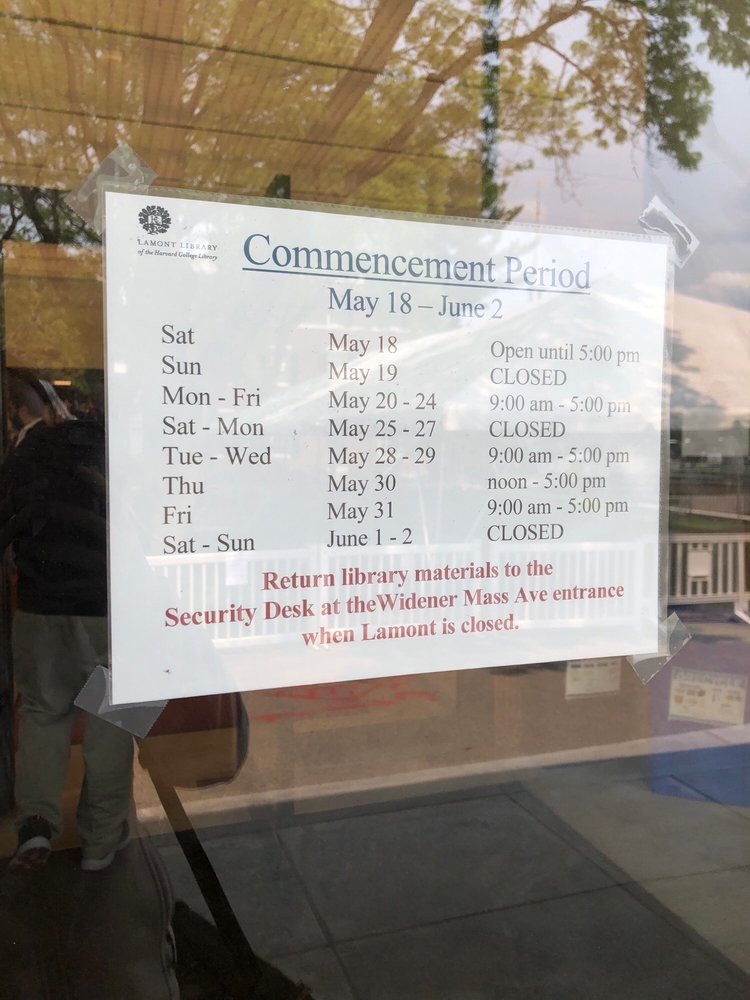 LAMONT LIBRARY
of the Harvard College Library
Commencement Period
May 18 – June 2
Sat May 18 Open until 5:00 pm
Sun May 19 CLOSED
Mon - Fri May 20 - 24 9:00 am - 5:00 pm
Sat - Mon May 25 - 27 CLOSED
Tue - Wed May 28 - 29 9:00 am - 5:00 pm
Thu May 30 noon - 5:00 pm
Fri May 31 9:00 am - 5:00 pm
Sat - Sun June 1 - 2 CLOSED
Return library materials to the
Security Desk at theWidener Mass Ave entrance
when Lamont is closed.